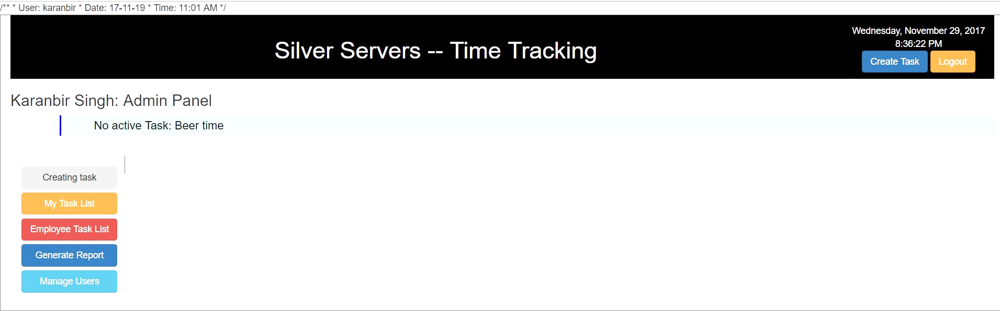 /** * User: karanbir * Date: 17-11-19 * Time: 11:01 AM */
Silver Servers -- Time Tracking
Wednesday, November 29, 2017
8:36:22 PM
Create Task Logout
Karanbir Singh: Admin Panel
No active Task: Beer time
Creating task
My Task List
Employee Task List
Generate Report
Manage Users